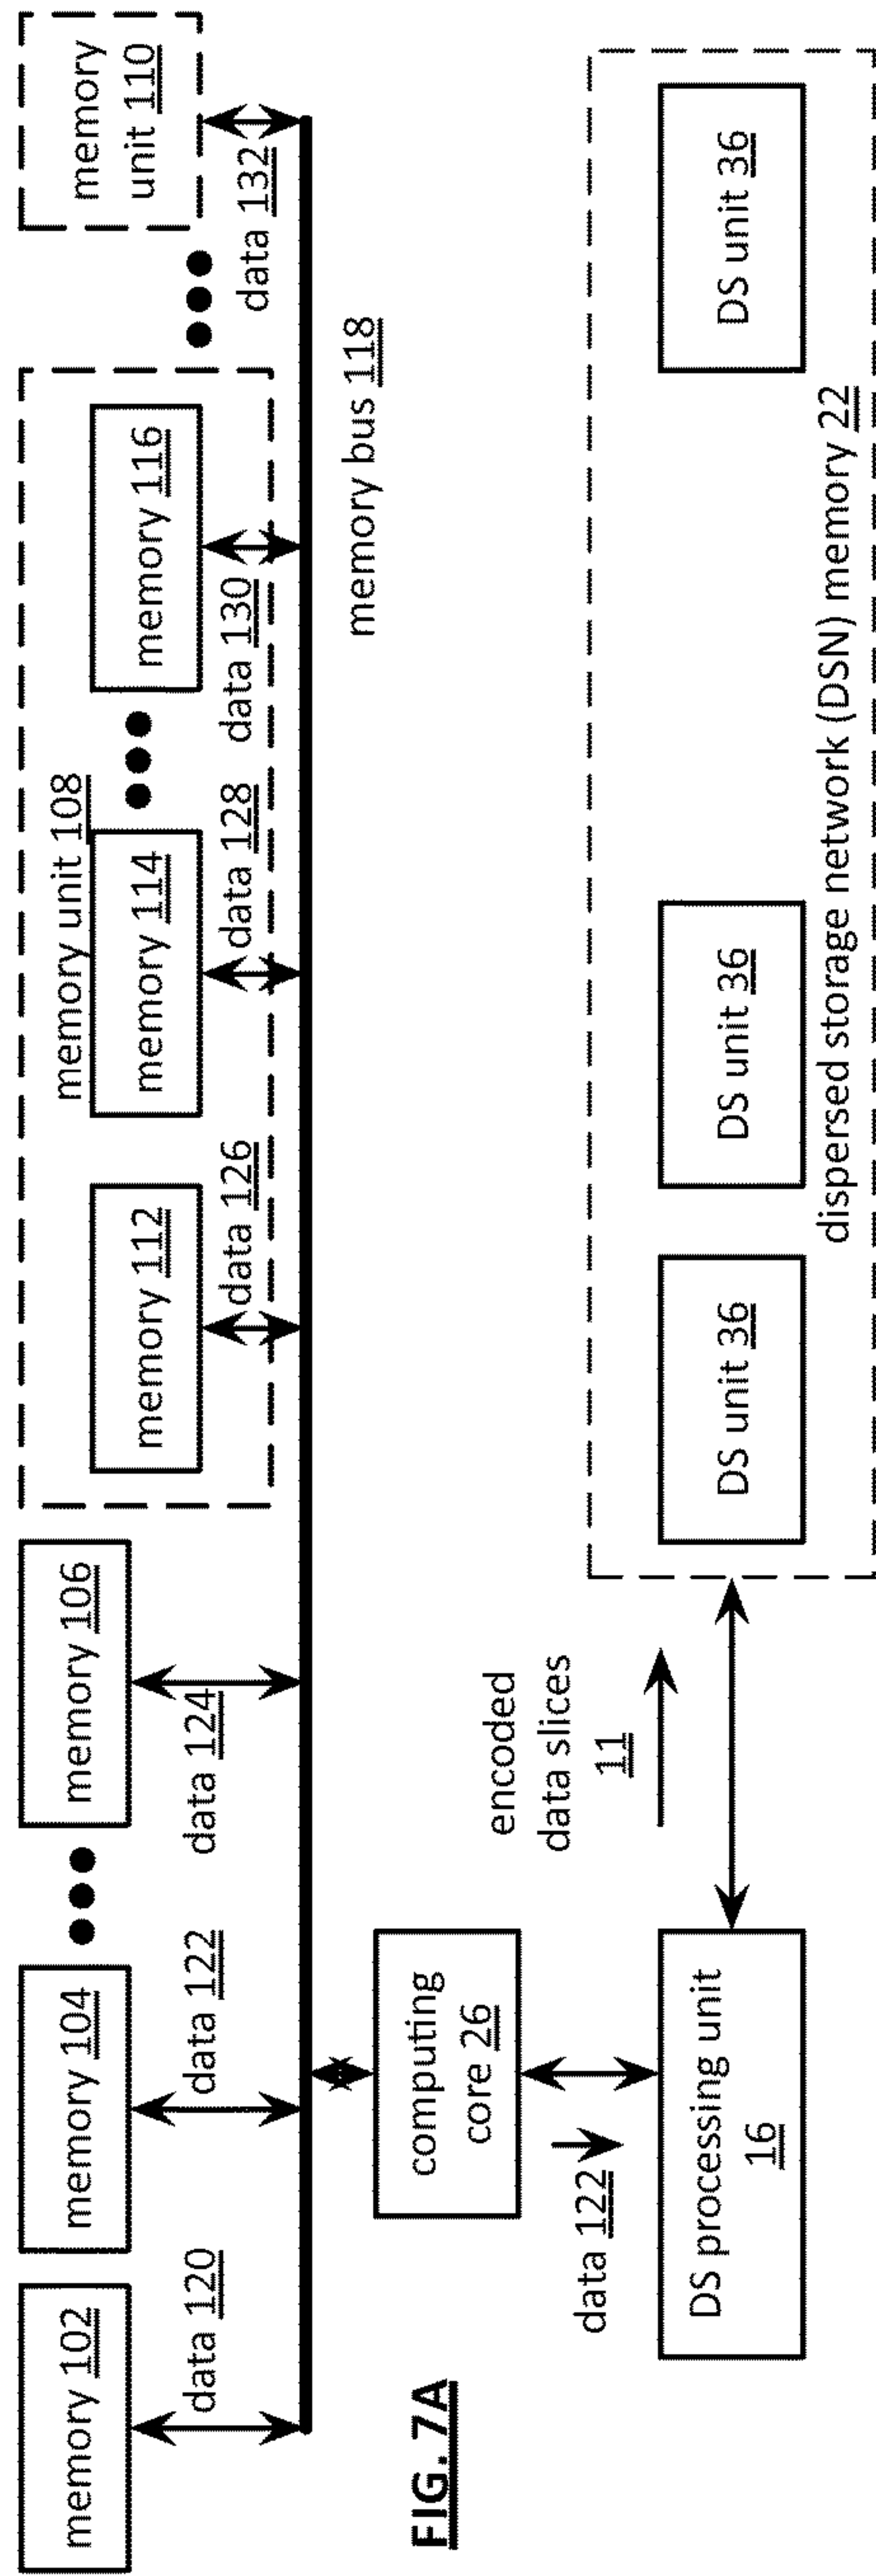 memory 102
memory 104
memory 106
memory unit 108
memory 112
memory 114
memory 116
memory
unit 110
data 120
data 122
data 124
data 126
data 128
data 130
data 132
memory bus 118
computing
core 26
data 122
DS processing unit
16
encoded
data slices
11
DS unit 36
DS unit 36
DS unit 36
dispersed storage network (DSN) memory 22
FIG. 7A